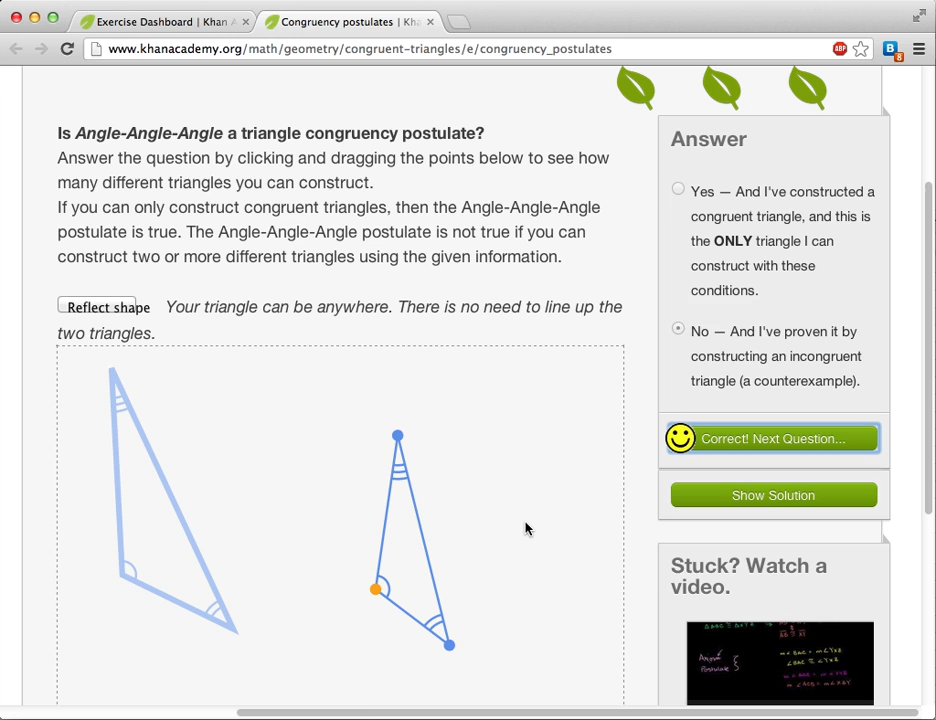 Exercise Dashboard | Khan A
Congruency postulates | Kha
www.khanacademy.org/math/geometry/congruent-triangles/e/congruency_postulates
ABP
B
8
Is Angle-Angle-Angle a triangle congruency postulate?
Answer the question by clicking and dragging the points below to see how
many different triangles you can construct.
If you can only construct congruent triangles, then the Angle-Angle-Angle
postulate is true. The Angle-Angle-Angle postulate is not true if you can
construct two or more different triangles using the given information.
Reflect shape Your triangle can be anywhere. There is no need to line up the
two triangles.
Answer
Yes — And I've constructed a
congruent triangle, and this is
the ONLY triangle I can
construct with these
conditions.
No — And I've proven it by
constructing an incongruent
triangle (a counterexample).
Correct! Next Question...
Show Solution
Stuck? Watch a
video.
Postulate